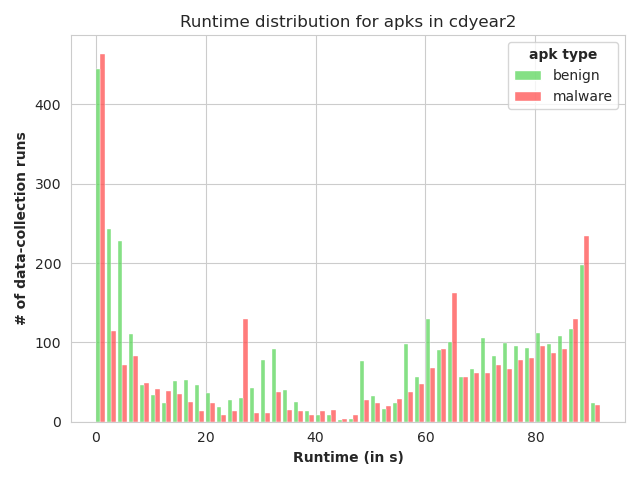 Runtime distribution for apks in cdyear2
apk type
benign
malware
# of data-collection runs
400
300
200
100
0
0 20 40 60 80
Runtime (in s)